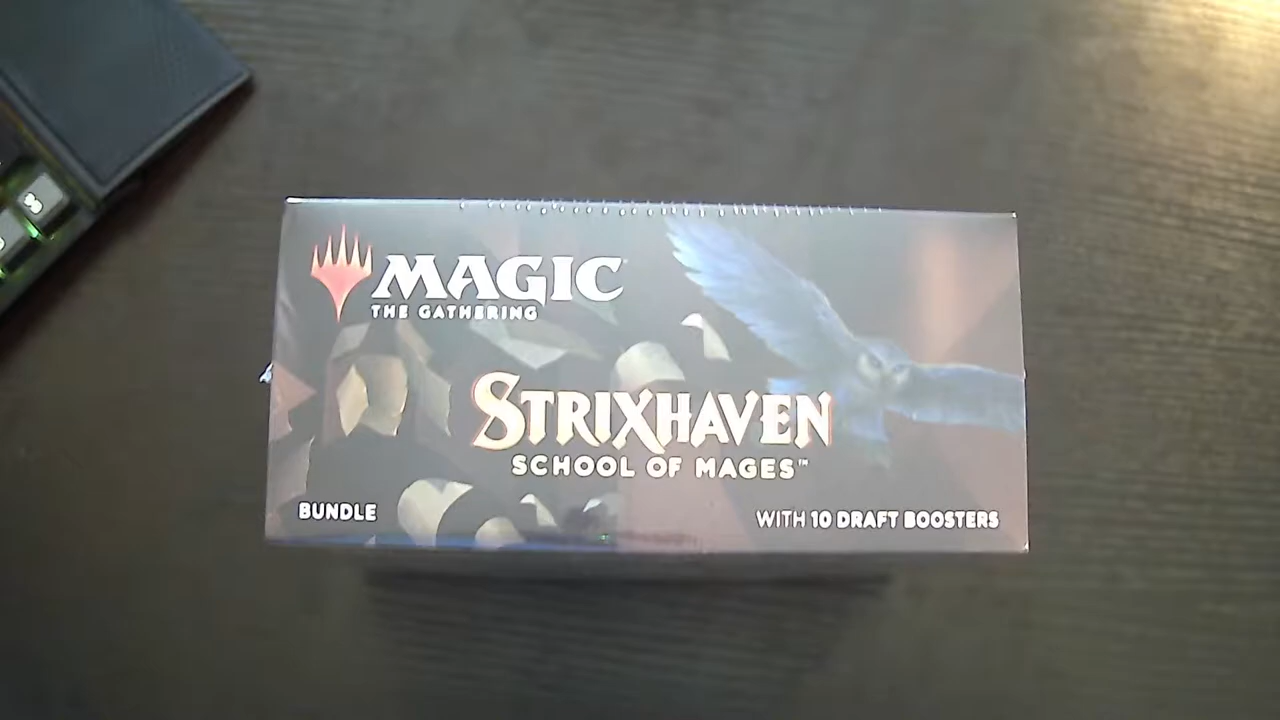 MAGIC
THE GATHERING
STRIXHAVEN
SCHOOL OF MAGES™
BUNDLE
WITH 10 DRAFT BOOSTERS